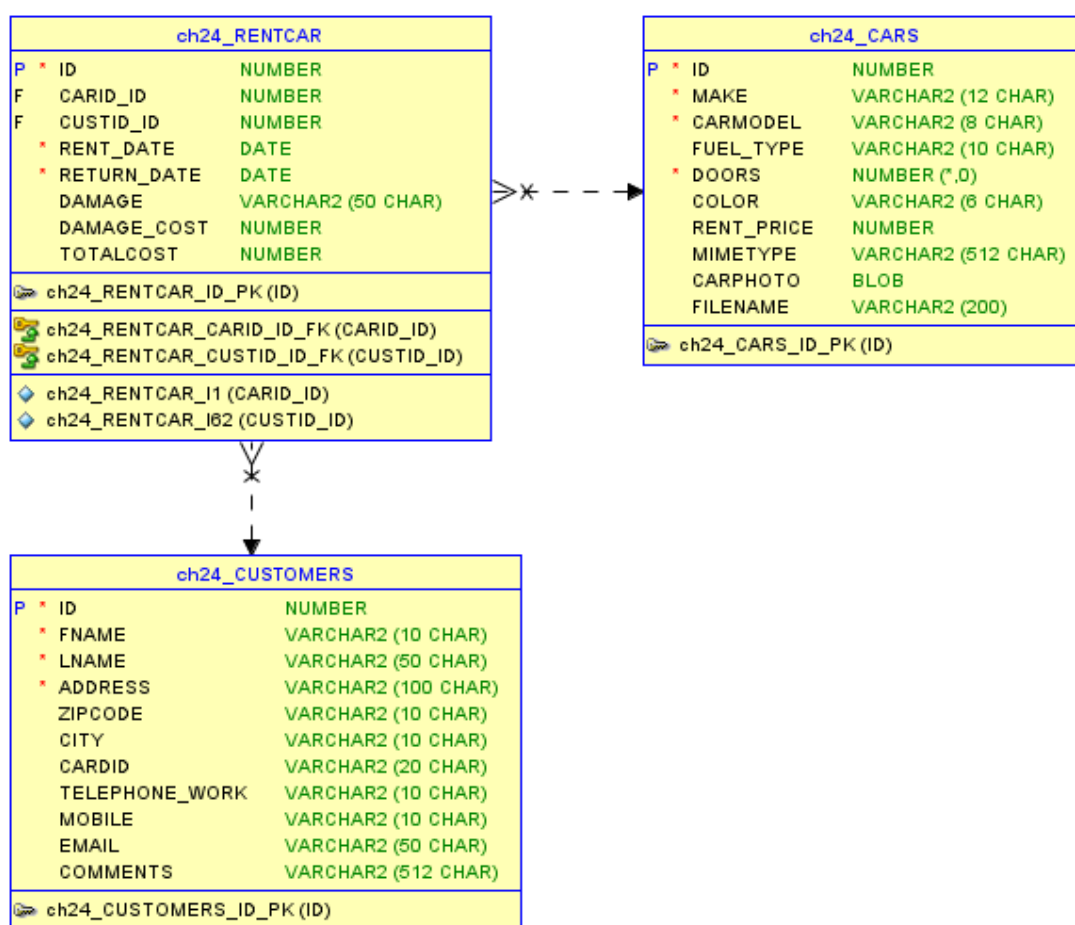 ch24_RENTCAR
P * ID NUMBER
F CARID_ID NUMBER
F CUSTID_ID NUMBER
* RENT_DATE DATE
* RETURN_DATE DATE
DAMAGE VARCHAR2 (50 CHAR)
DAMAGE_COST NUMBER
TOTALCOST NUMBER
ch24_RENTCAR_ID_PK (ID)
ch24_RENTCAR_CARID_ID_FK (CARID_ID)
ch24_RENTCAR_CUSTID_ID_FK (CUSTID_ID)
ch24_RENTCAR_I1 (CARID_ID)
ch24_RENTCAR_I62 (CUSTID_ID)
ch24_CARS
P * ID NUMBER
* MAKE VARCHAR2 (12 CHAR)
* CARMODEL VARCHAR2 (8 CHAR)
FUEL_TYPE VARCHAR2 (10 CHAR)
* DOORS NUMBER (*,0)
COLOR VARCHAR2 (6 CHAR)
RENT_PRICE NUMBER
MIMETYPE VARCHAR2 (512 CHAR)
CARPHOTO BLOB
FILENAME VARCHAR2 (200)
ch24_CARS_ID_PK (ID)
ch24_CUSTOMERS
P * ID NUMBER
* FNAME VARCHAR2 (10 CHAR)
* LNAME VARCHAR2 (50 CHAR)
* ADDRESS VARCHAR2 (100 CHAR)
ZIPCODE VARCHAR2 (10 CHAR)
CITY VARCHAR2 (10 CHAR)
CARDID VARCHAR2 (20 CHAR)
TELEPHONE_WORK VARCHAR2 (10 CHAR)
MOBILE VARCHAR2 (10 CHAR)
EMAIL VARCHAR2 (50 CHAR)
COMMENTS VARCHAR2 (512 CHAR)
ch24_CUSTOMERS_ID_PK (ID)